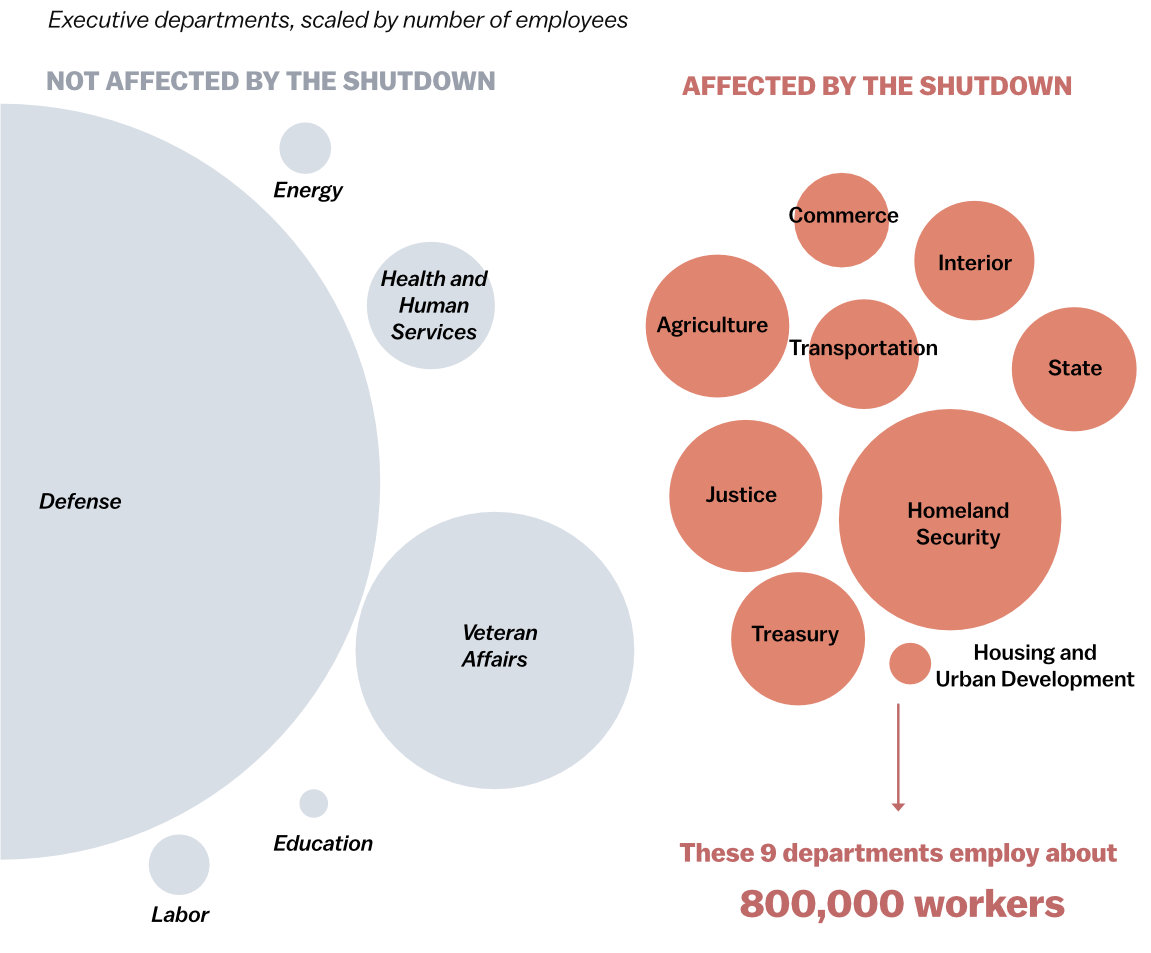 Executive departments, scaled by number of employees
NOT AFFECTED BY THE SHUTDOWN
Energy
Health and
Human
Services
Defense
Veteran
Affairs
Education
Labor
AFFECTED BY THE SHUTDOWN
Commerce
Interior
Agriculture
Transportation
State
Justice
Homeland
Security
Treasury
Housing and
Urban Development
These 9 departments employ about
800,000 workers